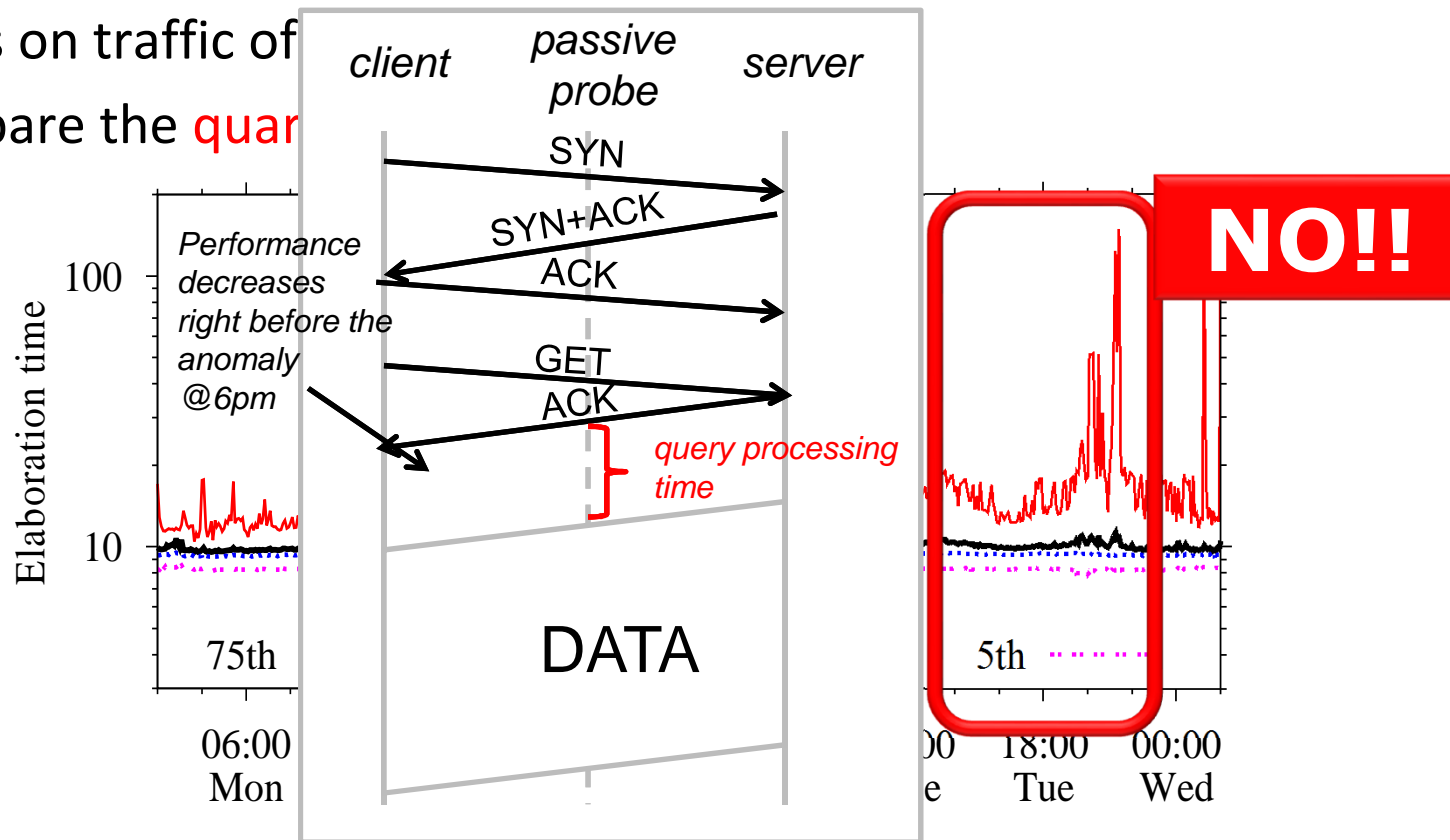 s on traffic of
pare the quar
client
passive
probe
server
SYN
SYN+ACK
ACK
GET
ACK
query processing
time
DATA
NO!!
Performance
decreases
right before the
anomaly
@6pm
Elaboration time
100
10
75th
5th
06:00
Mon
00
e
18:00
Tue
00:00
Wed